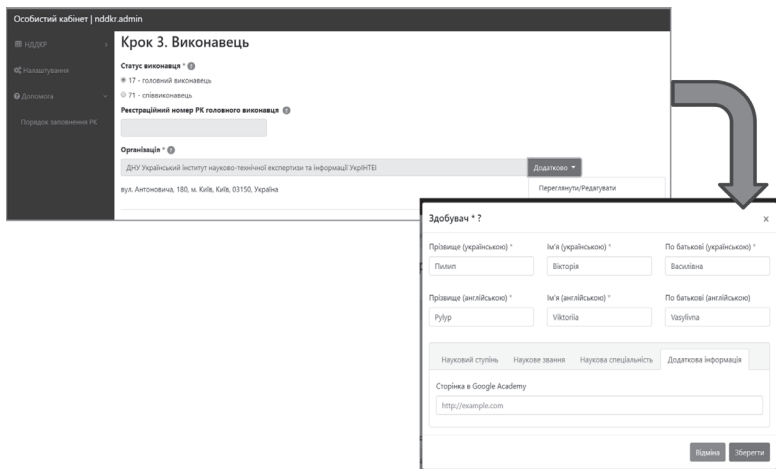 Особистий кабінет | nddkr.admin
НДДКР
Налаштування
Допомога
Порядок заповнення РК
Крок 3. Виконавець
Статус виконавця *
17 - головний виконавець
71 - співвиконавець
Реєстраційний номер РК головного виконавця
Організація *
ДНУ Український інститут науково-технічної експертизи та інформації УкрІНТЕІ
Додатково
вул. Антоновича, 180, м. Київ, Київ, 03150, Україна
Переглянути/Редагувати
Здобувач * ?
x
Прізвище (українською) * Ім'я (українською) * По батькові (українською) *
Пилип Вікторія Василівна
Прізвище (англійською) * Ім'я (англійською) * По батькові (англійською)
Pylyp Viktoriia Vasylivna
Науковий ступінь Наукове звання Наукова спеціальність Додаткова інформація
Сторінка в Google Academy
http://example.com
Відміна Зберегти